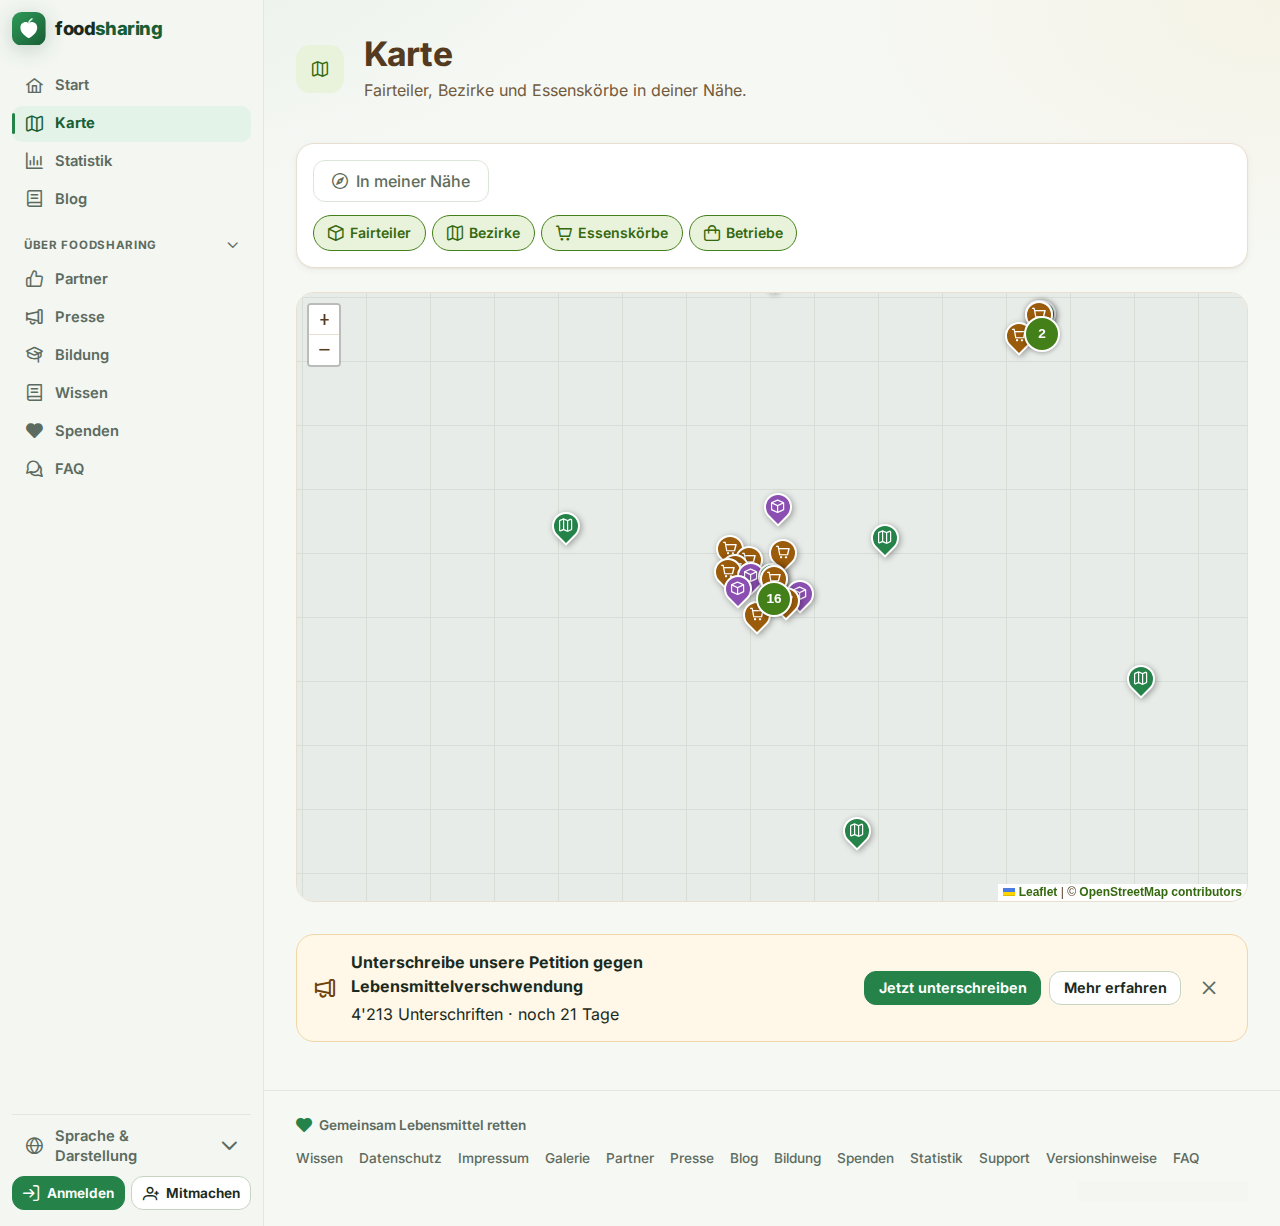 foodsharing
Start
Karte
Statistik
Blog
ÜBER FOODSHARING
Partner
Presse
Bildung
Wissen
Spenden
FAQ
Sprache &
Darstellung
Anmelden
Mitmachen
Karte
Fairteiler, Bezirke und Essenskörbe in deiner Nähe.
In meiner Nähe
Fairteiler
Bezirke
Essenskörbe
Betriebe
+
−
2
16
Leaflet | © OpenStreetMap contributors
Unterschreibe unsere Petition gegen
Lebensmittelverschwendung
4'213 Unterschriften · noch 21 Tage
Jetzt unterschreiben
Mehr erfahren
Gemeinsam Lebensmittel retten
Wissen Datenschutz Impressum Galerie Partner Presse Blog Bildung Spenden Statistik Support Versionshinweise FAQ